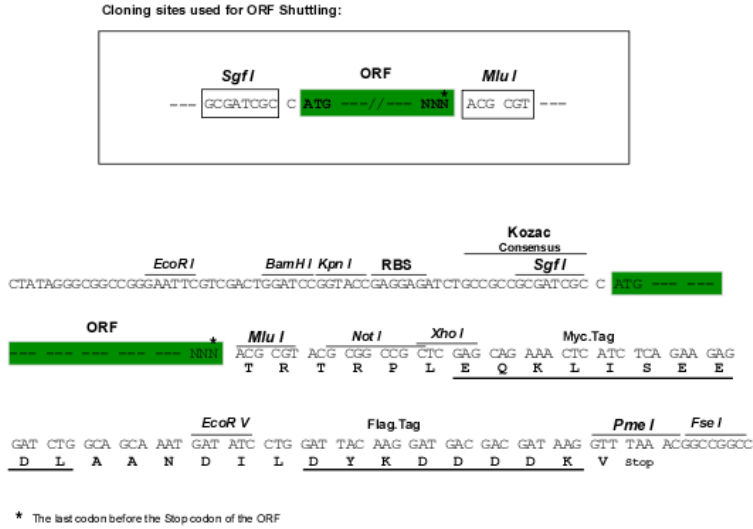 Cloning sites used for ORF Shuttling:
Sgf I ORF Mlu I
--- GCGATCGC C ATG ---//--- NNN* ACG CGT ---
Kozac
Consensus
EcoR I BamH I Kpn I RBS Sgf I
CTATAGGGCGGCCGGGAATTCGTCGACTGGATCCGGTACCGAGGAGATCTGCCGCCGCGATCGC C ATG --- ---
ORF Mlu I Not I Xho I Myc.Tag
--- --- --- --- --- --- NNN* ACG CGT ACG CGG CCG CTC GAG CAG AAA CTC ATC TCA GAA GAG
T R T R P L E Q K L I S E E
EcoR V Flag.Tag Pme I Fse I
GAT CTG GCA GCA AAT GAT ATC CTG GAT TAC AAG GAT GAC GAC GAT AAG GTT TAA ACGGCCGGCC
D L A A N D I L D Y K D D D D K V Stop
* The last codon before the Stop codon of the ORF